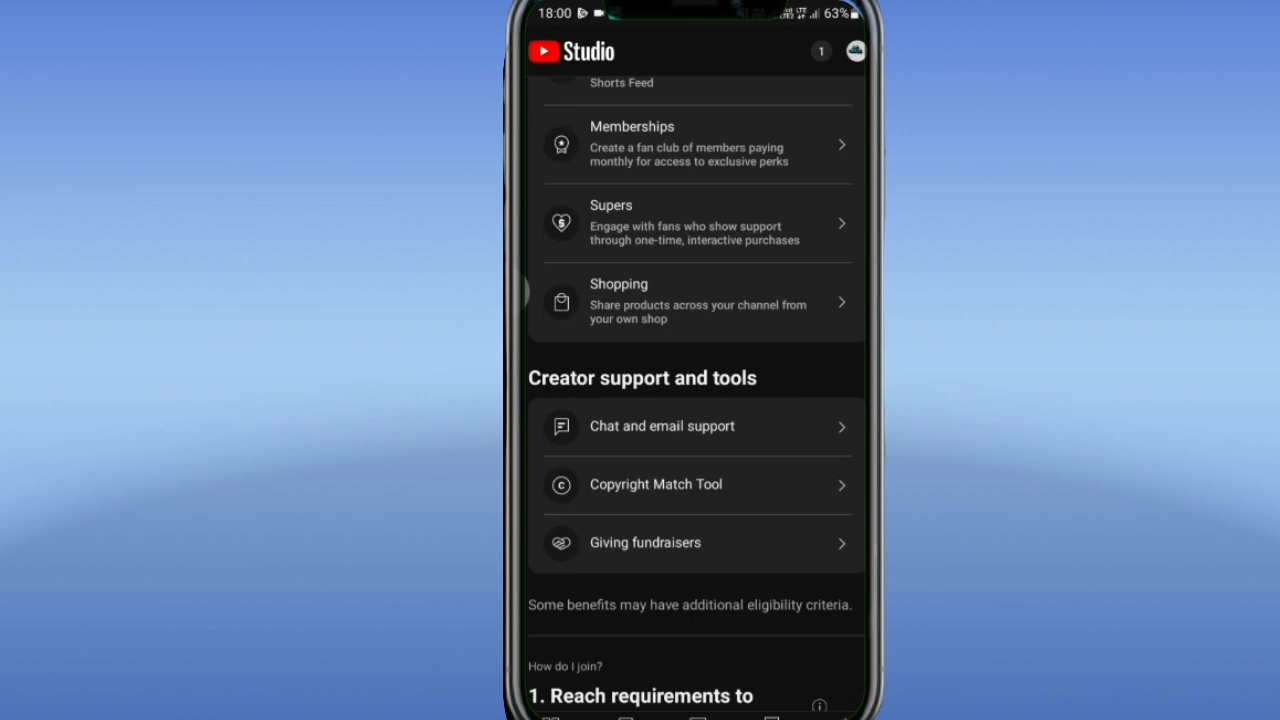 18:00 63%
Studio 1
Shorts Feed
Memberships
Create a fan club of members paying
monthly for access to exclusive perks
Supers
Engage with fans who show support
through one-time, interactive purchases
Shopping
Share products across your channel from
your own shop
Creator support and tools
Chat and email support
Copyright Match Tool
Giving fundraisers
Some benefits may have additional eligibility criteria.
How do I join?
1. Reach requirements to